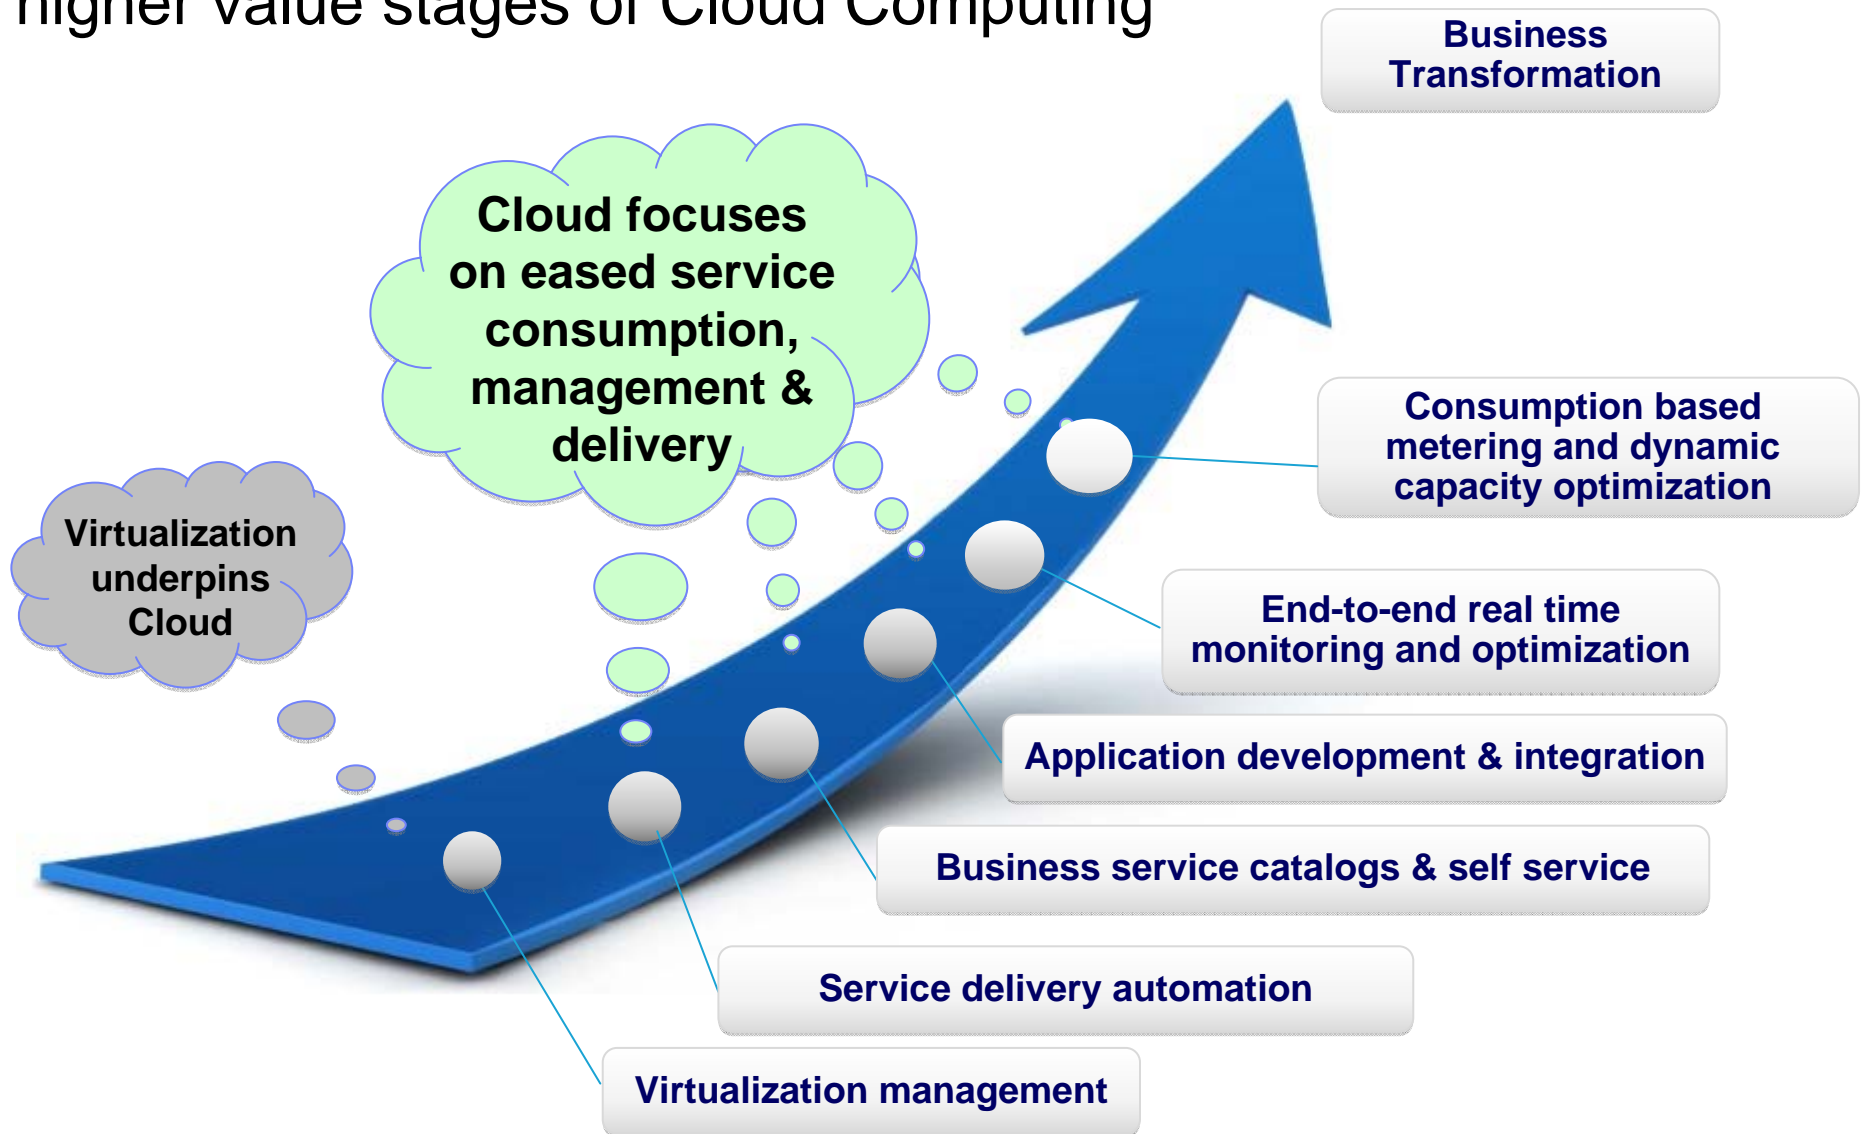 higher value stages of Cloud Computing
Business
Transformation
Cloud focuses
on eased service
consumption,
management &
delivery
Consumption based
metering and dynamic
capacity optimization
Virtualization
underpins
Cloud
End-to-end real time
monitoring and optimization
Application development & integration
Business service catalogs & self service
Service delivery automation
Virtualization management